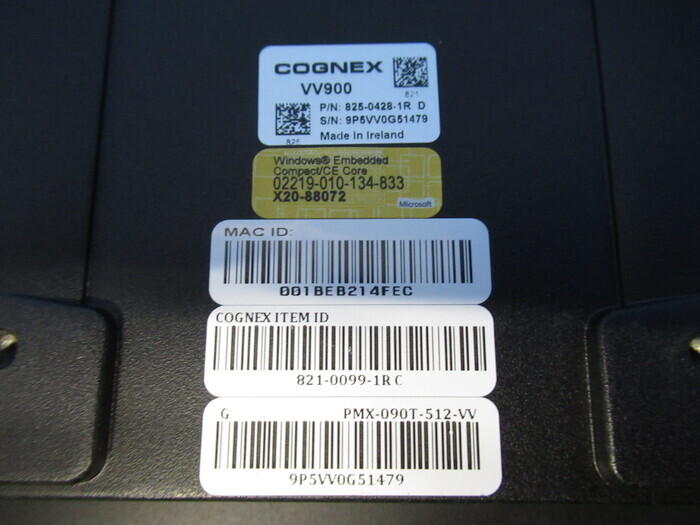 COGNEX
VV900
821
P/N: 825-0428-1R D
S/N: 9P5VV0G51479
825
Made in Ireland
Windows® Embedded
Compact/CE Core
02219-010-134-833
X20-88072
Microsoft
MAC ID:
001BEB214FEC
COGNEX ITEM ID
821-0099-1R C
G PMX-090T-512-VV
9P5VV0G51479